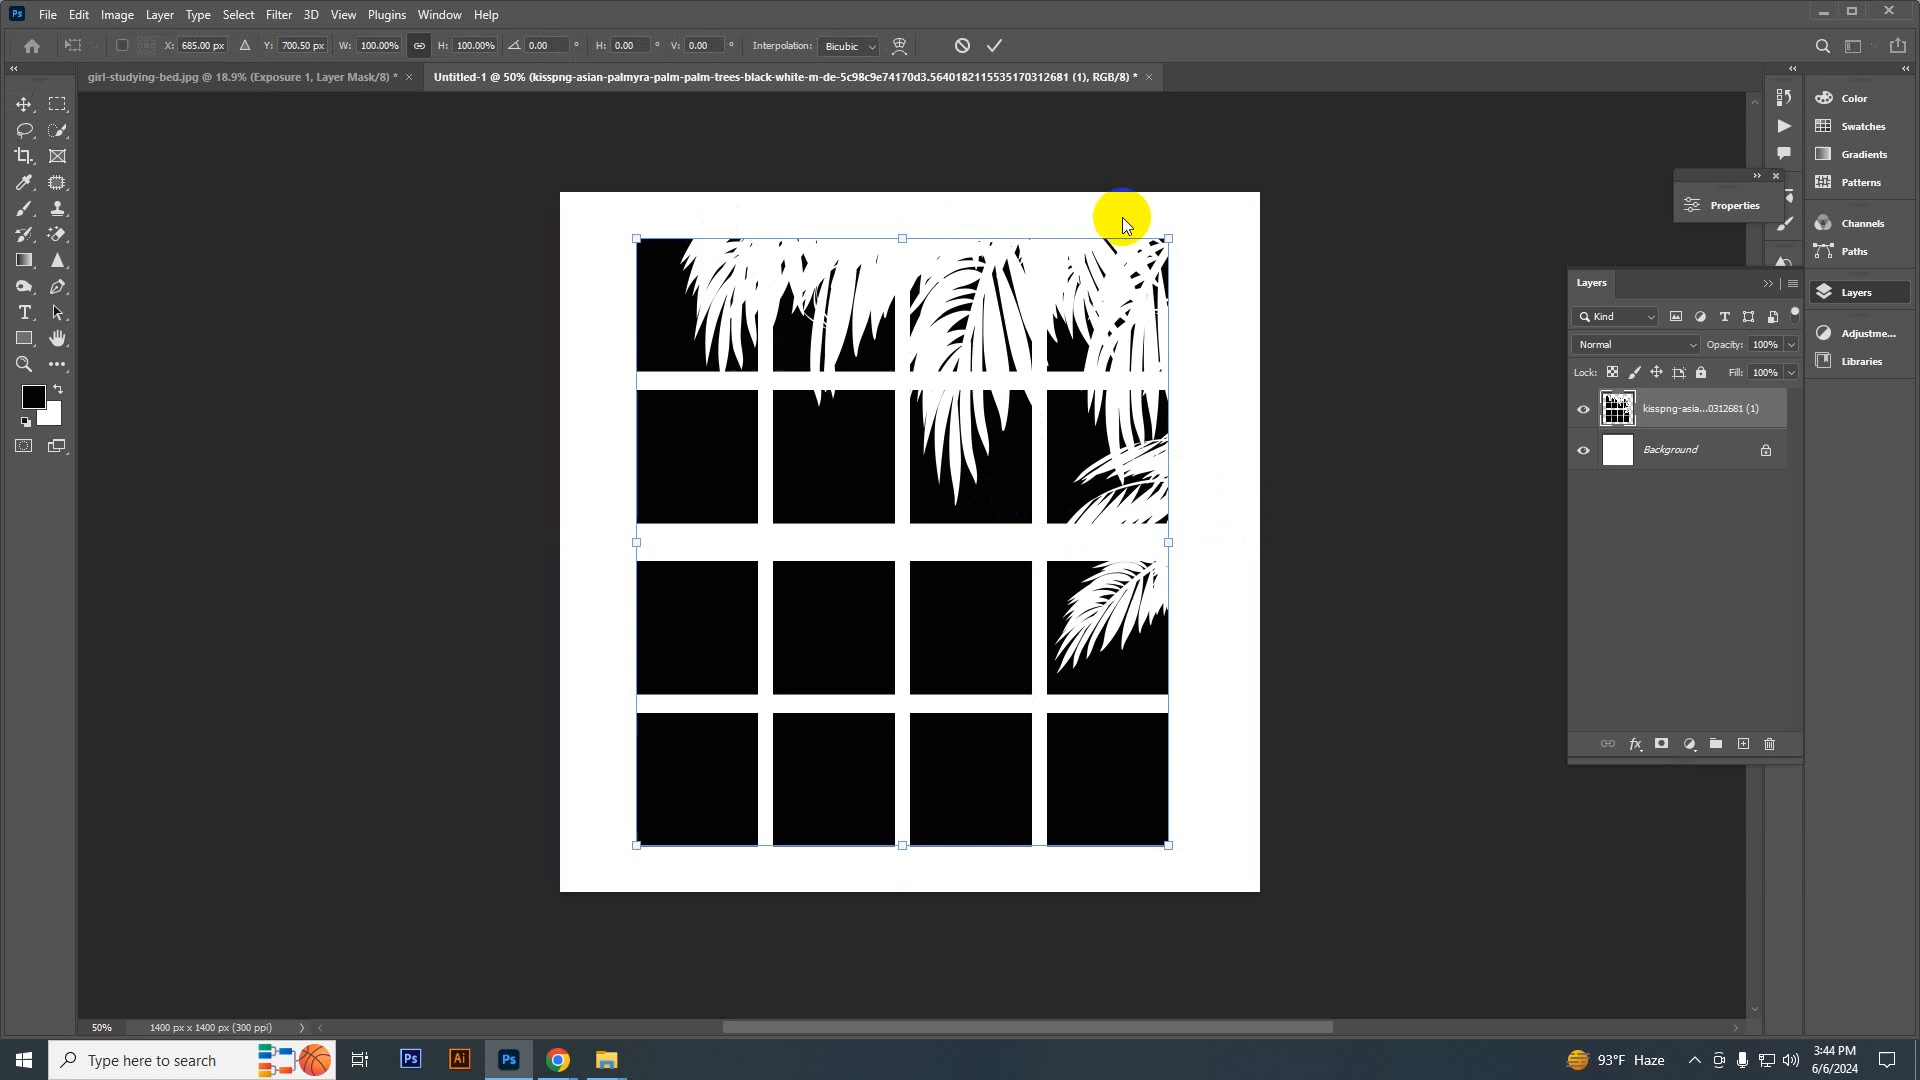 Ps File Edit Image Layer Type Select Filter 3D View Plugins Window Help
X: 685.00 px Y: 700.50 px W: 100.00% H: 100.00% 0.00 ° H: 0.00 ° V: 0.00 ° Interpolation: Bicubic
girl-studying-bed.jpg @ 18.9% (Exposure 1, Layer Mask/8) *
Untitled-1 @ 50% (kisspng-asian-palmyra-palm-palm-trees-black-white-m-de-5c98c9e74170d3.5640182115535170312681 (1), RGB/8) *
Color
Swatches
Gradients
Patterns
Properties
Channels
Paths
Layers
Layers
Kind
Adjustme...
Normal Opacity: 100%
Libraries
Lock: Fill: 100%
kisspng-asia...0312681 (1)
Background
50% 1400 px x 1400 px (300 ppi)
Type here to search
Ps Ai Ps
93°F Haze
3:44 PM
6/6/2024